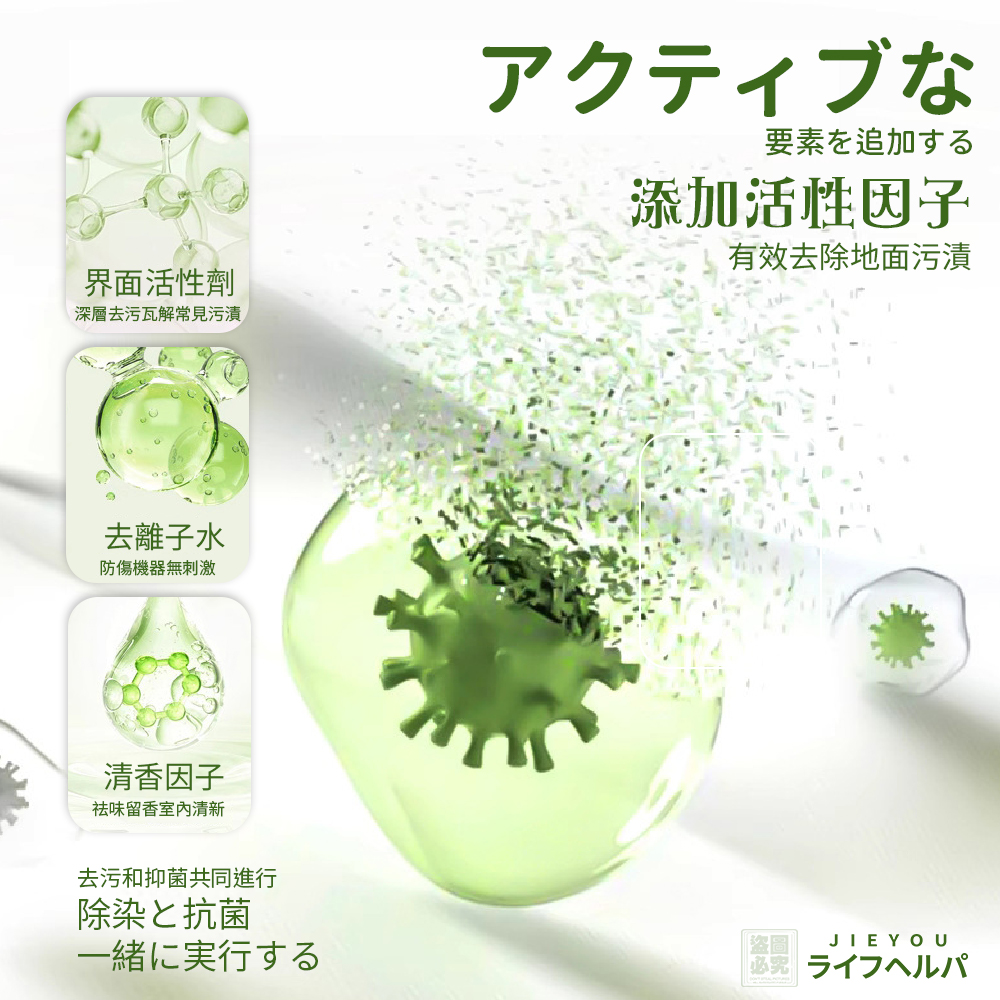 アクティブな
要素を追加する
添加活性因子
有效去除地面污漬
界面活性劑
深層去污瓦解常見污漬
去離子水
防傷機器無刺激
清香因子
祛味留香室內清新
去污和抑菌共同進行
除染と抗菌
一緒に実行する
盜圖
必究
JIEYOU
ライフヘルパ